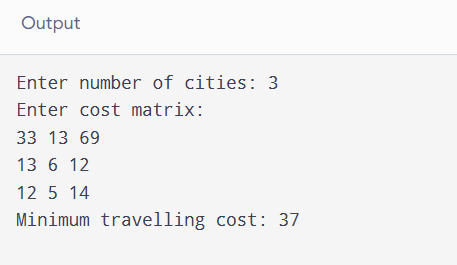 Output
Enter number of cities: 3
Enter cost matrix:
33 13 69
13 6 12
12 5 14
Minimum travelling cost: 37